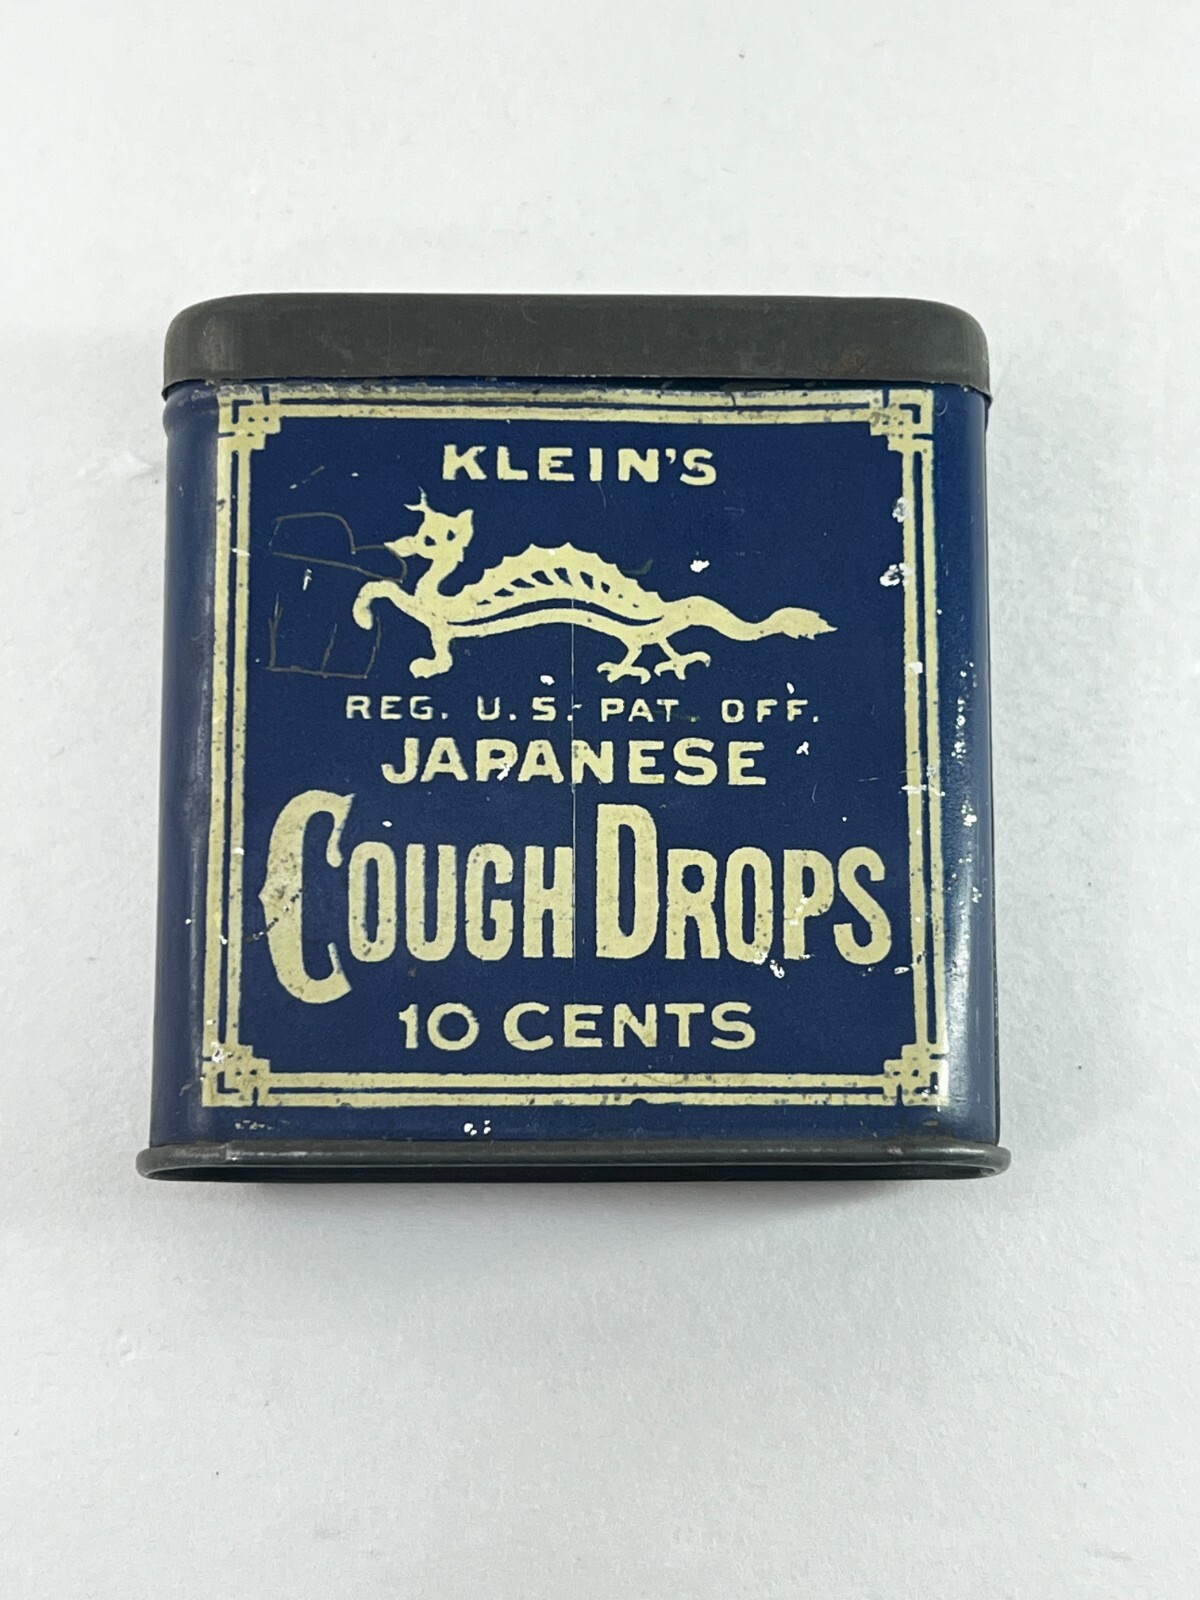 KLEIN'S
REG. U.S. PAT. OFF.
JAPANESE
COUGH DROPS
10 CENTS